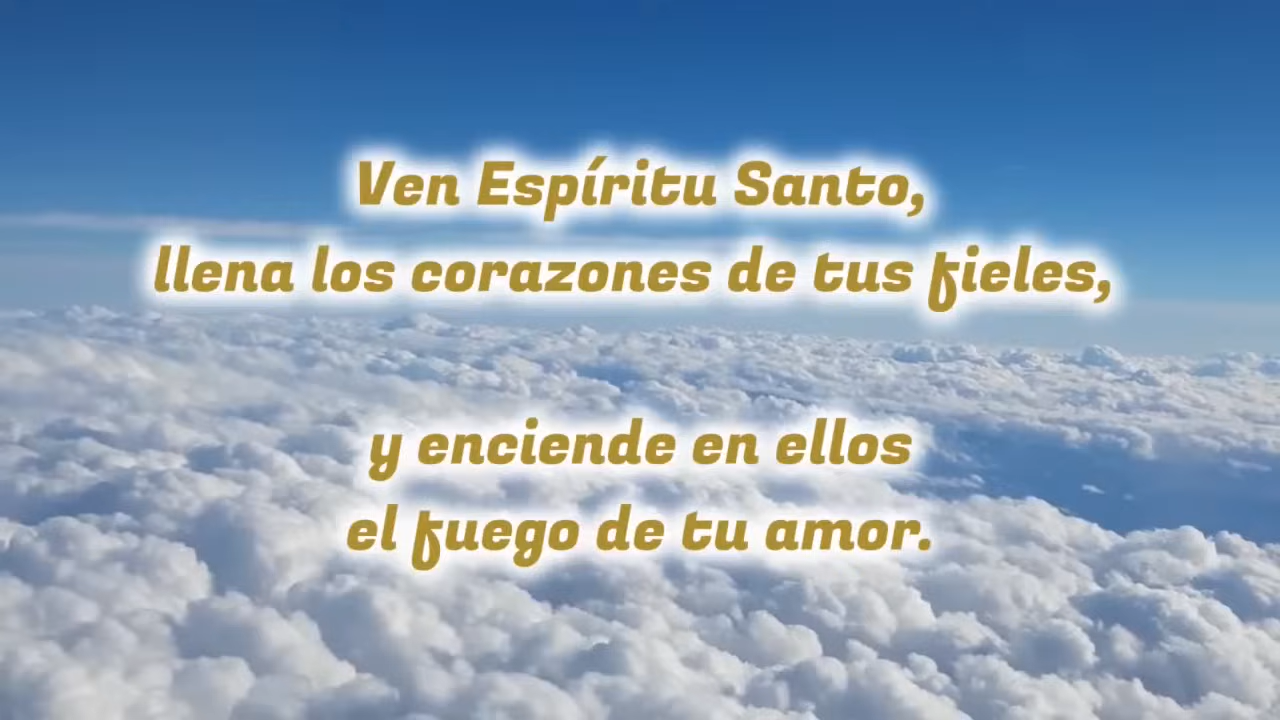 Ven Espíritu Santo,
llena los corazones de tus fieles,
y enciende en ellos
el fuego de tu amor.